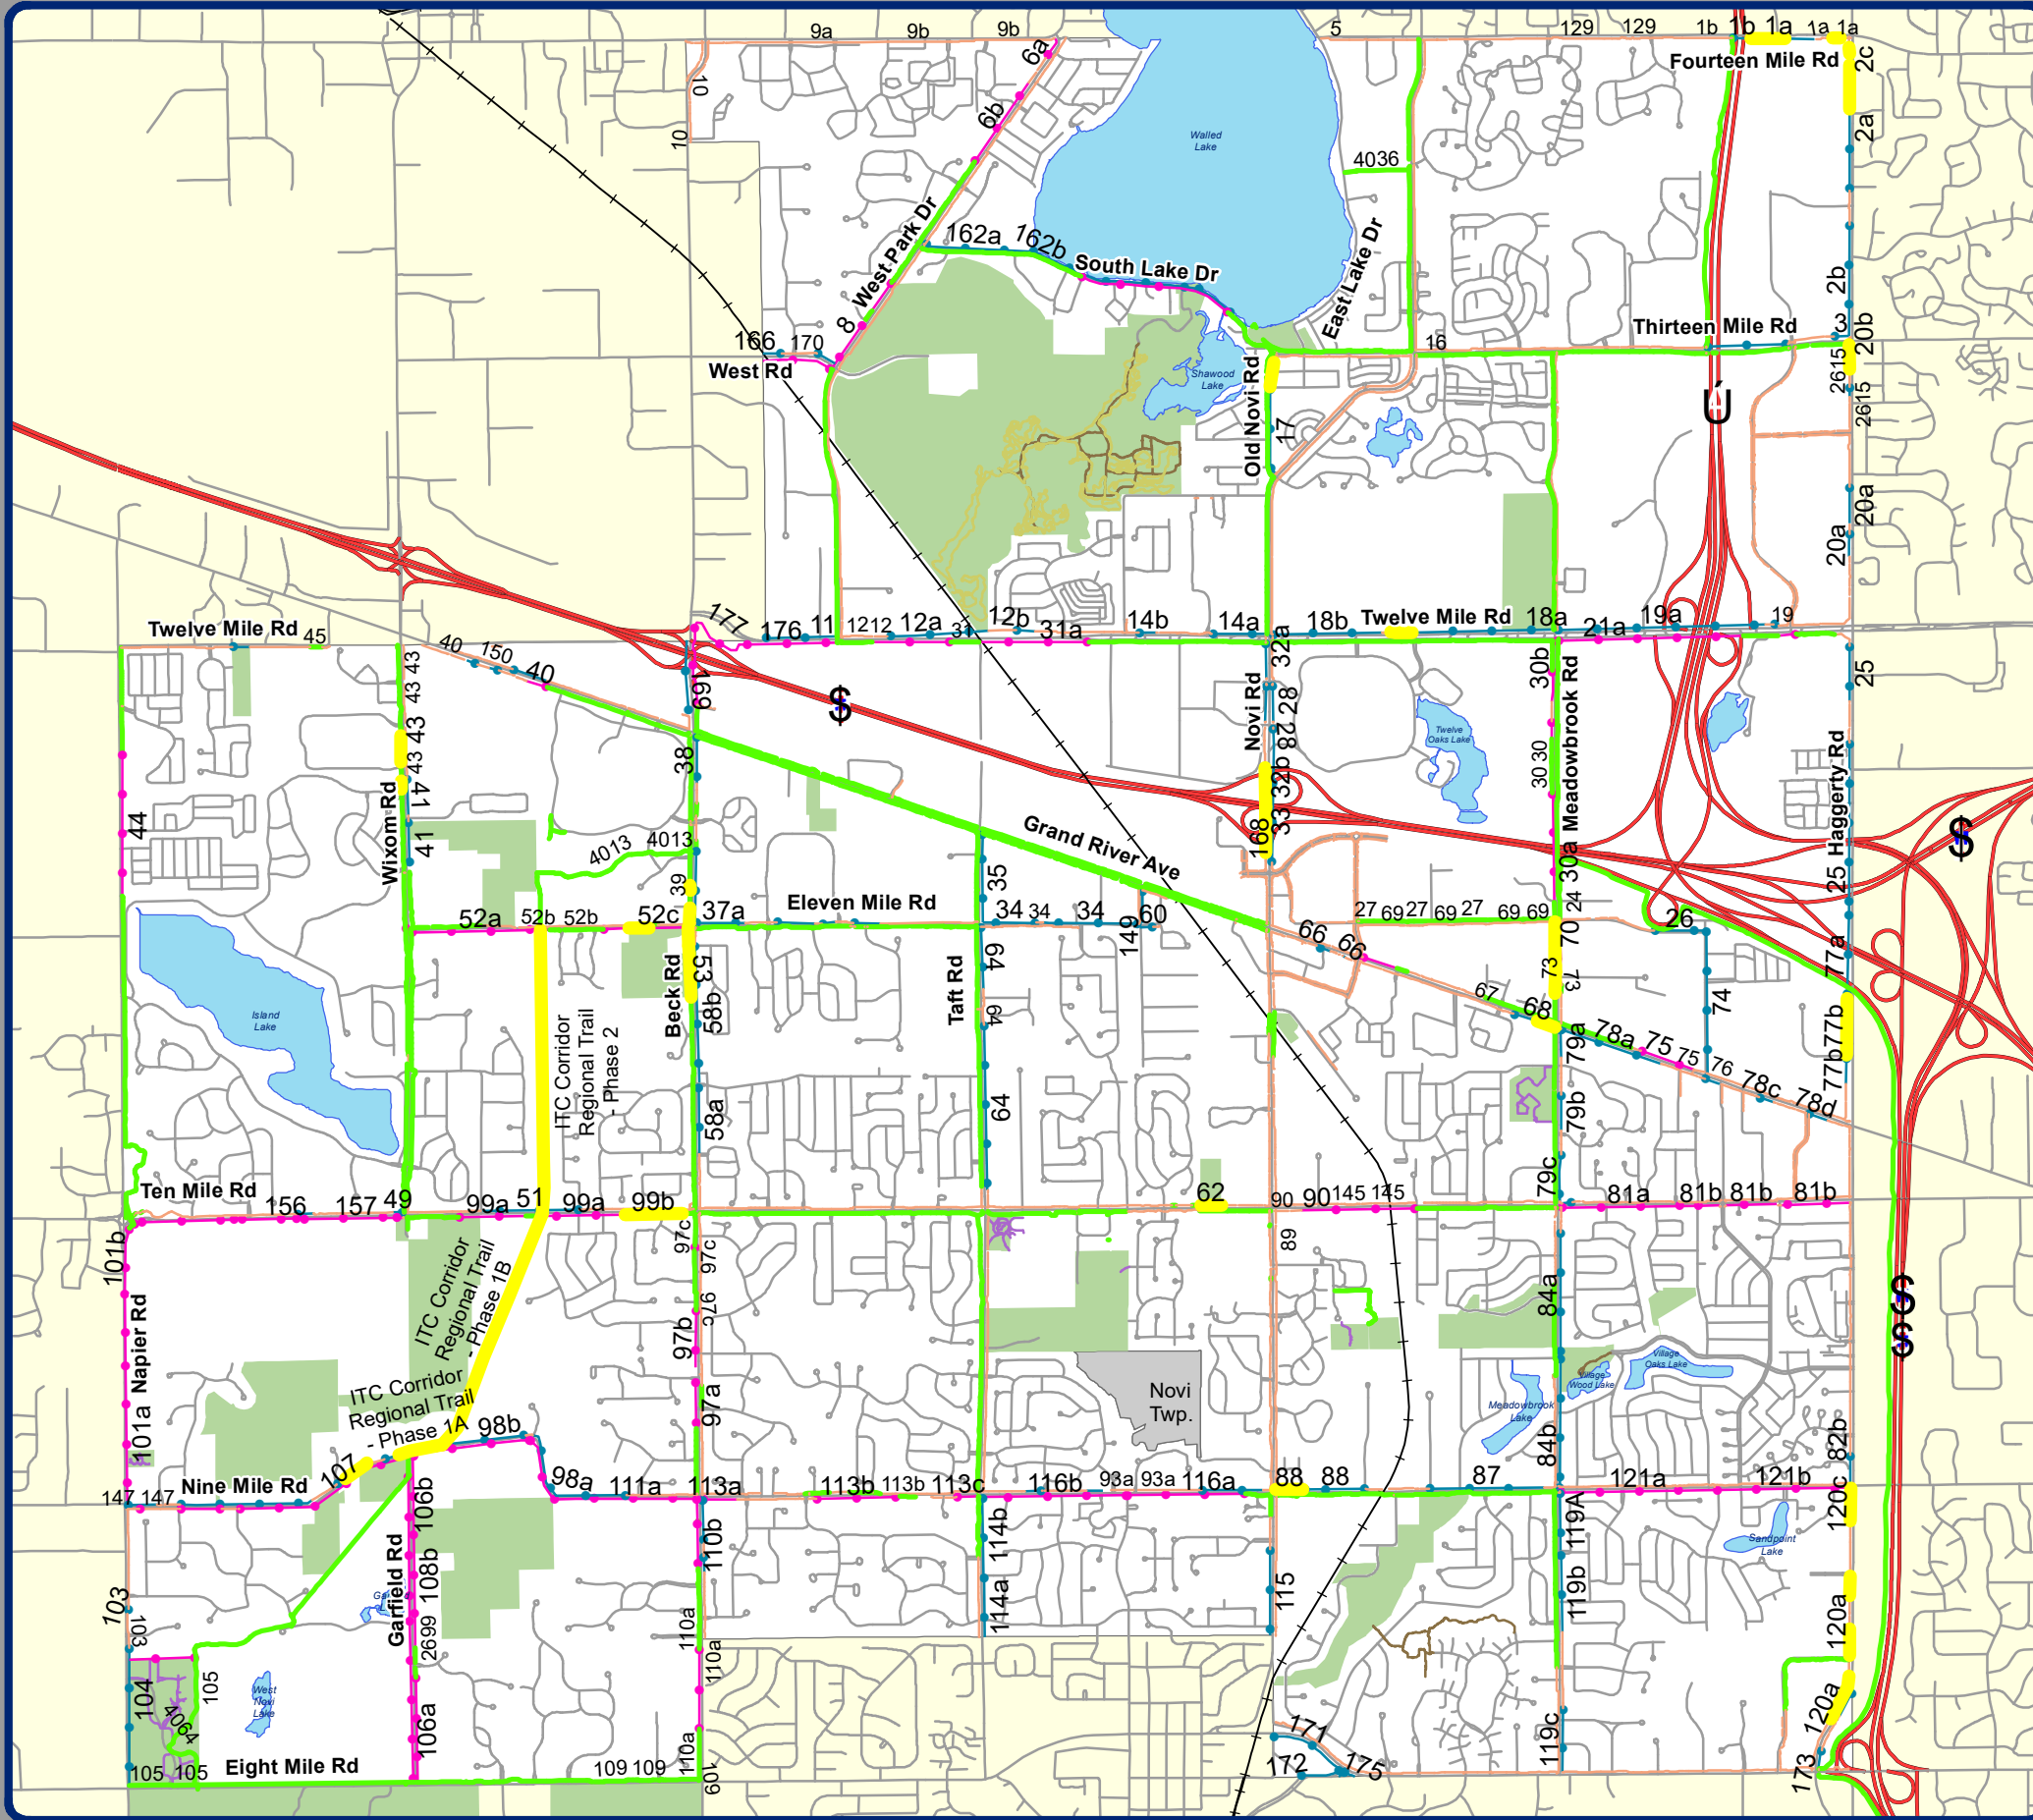 9a
9b
9b
6a
5
129
129
1b
1b
1a
1a
1a
Fourteen Mile Rd
2c
10
10
6b
2a
Walled
Lake
4036
West Park Dr
162a
162b
South Lake Dr
East Lake Dr
2b
8
166
170
West Rd
16
Thirteen Mile Rd
3
20b
Shawood
Lake
Old Novi Rd
17
2615
2615
20a
20a
Twelve Mile Rd
45
40
150
40
177
176
11
12
12
12a
31
12b
31a
14b
14a
18b
Twelve Mile Rd
18a
21a
19a
19
32a
30b
25
43
43
43
43
169
Novi Rd
28
28
Twelve
Oaks Lake
Meadowbrook Rd
38
41
41
Wixom Rd
32b
33
168
30
30
30a
Haggerty Rd
25
44
4013
4013
Grand River Ave
39
35
24
52a
52b
52b
52c
37a
Eleven Mile Rd
34
34
34
149
60
66
66
27
69
27
69
27
69
69
70
26
77a
Island
Lake
ITC Corridor
Regional Trail
- Phase 2
Beck Rd
53
58b
58a
Taft Rd
64
64
64
67
68
73
73
74
78a
75
75
76
78c
78d
79a
79b
79c
77b
77b
Ten Mile Rd
156
157
49
99a
51
99a
99b
62
90
90
145
145
81a
81b
81b
81b
101b
Napier Rd
101a
ITC Corridor
Regional Trail
- Phase 1B
97c
97c
97c
97b
97a
89
84a
84b
Novi
Twp.
Village
Oaks Lake
Village
Wood Lake
Meadowbrook
Lake
ITC Corridor
Regional Trail
- Phase 1A
98b
98a
107
147
147
Nine Mile Rd
111a
113a
113b
113b
113c
116b
93a
93a
116a
88
88
87
121a
121b
82b
120c
106b
108b
Garfield Rd
2699
106a
110b
110a
110a
110a
114b
114a
115
119A
119b
119c
Sandpoint
Lake
120a
120a
103
103
104
105
4064
West
Novi
Lake
105
105
Eight Mile Rd
109
109
109
171
172
175
173